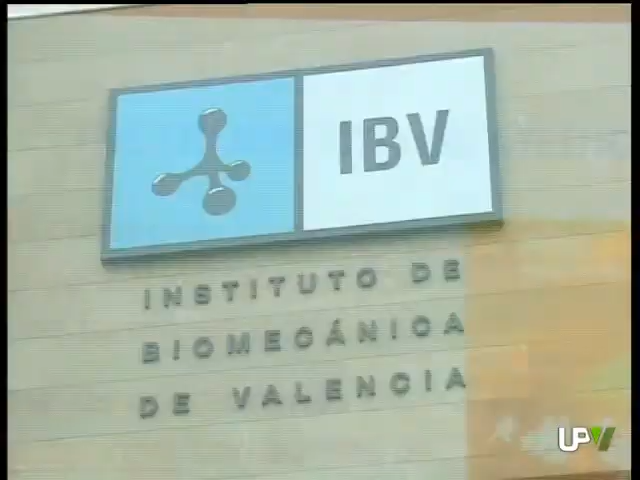 IBV
INSTITUTO DE
BIOMECÁNICA
DE VALENCIA
UPV